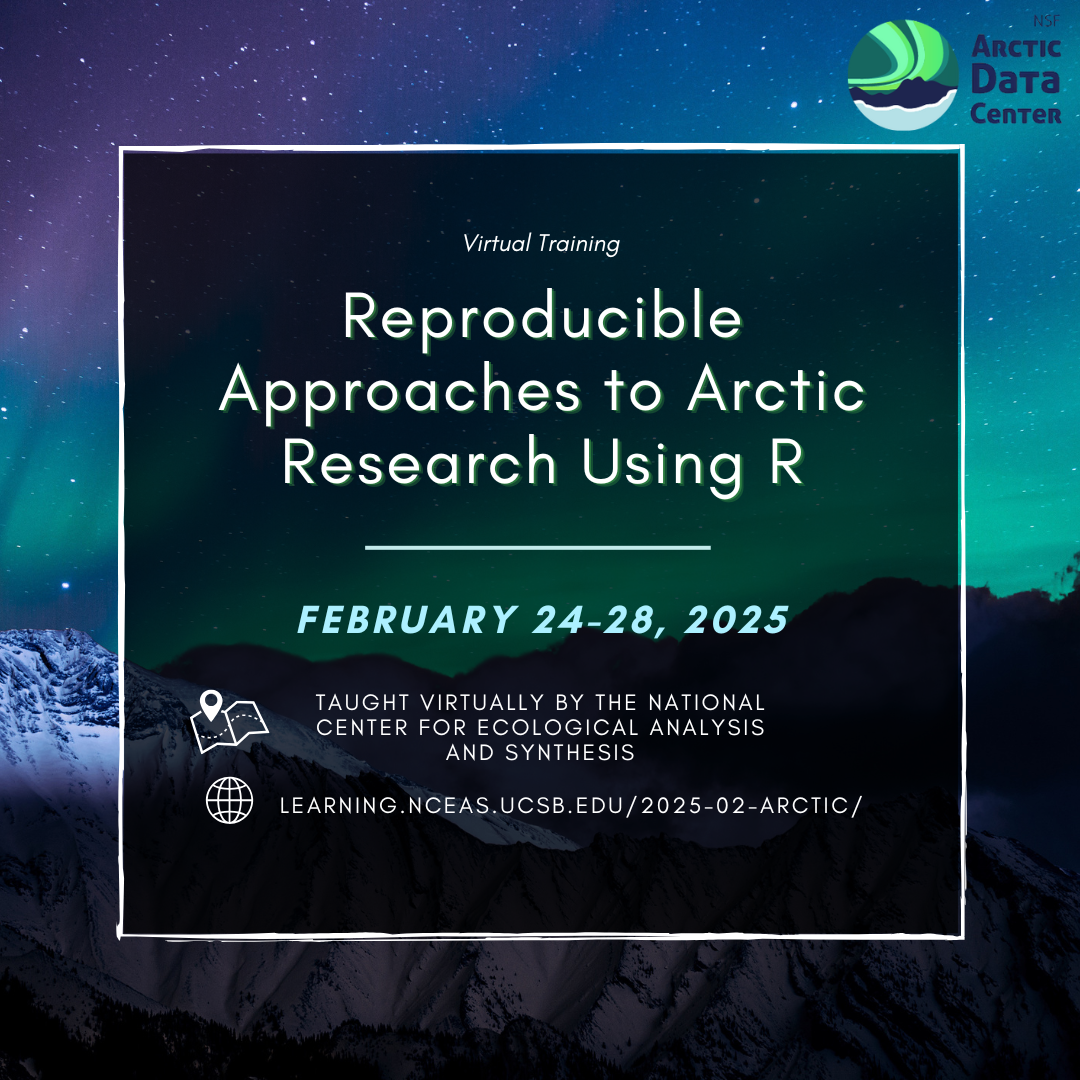 NSF
ARCTIC
DATA
CENTER
Virtual Training
Reproducible
Approaches to Arctic
Research Using R
FEBRUARY 24-28, 2025
TAUGHT VIRTUALLY BY THE NATIONAL
CENTER FOR ECOLOGICAL ANALYSIS
AND SYNTHESIS
LEARNING.NCEAS.UCSB.EDU/2025-02-ARCTIC/